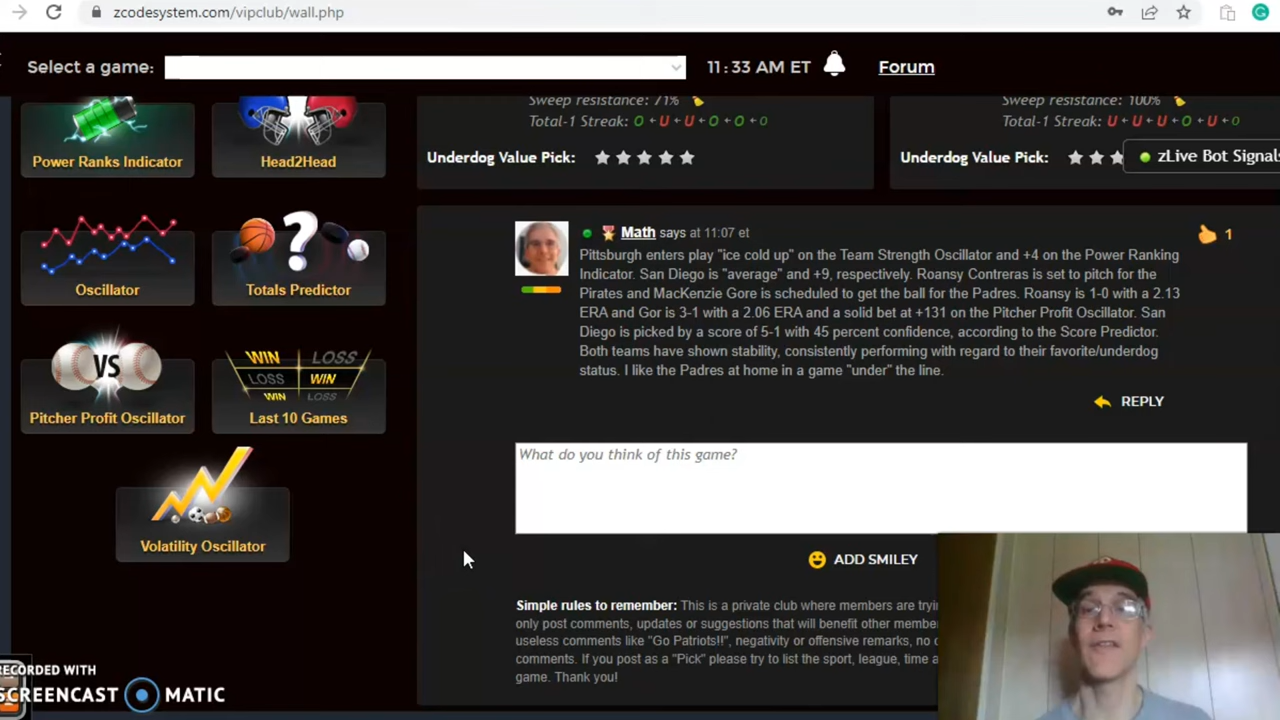 zcodesystem.com/vipclub/wall.php
Select a game:
11:33 AM ET
Forum
Power Ranks Indicator
Head2Head
Oscillator
Totals Predictor
VS
Pitcher Profit Oscillator
WIN LOSS
LOSS WIN
WIN LOSS
Last 10 Games
Volatility Oscillator
Sweep resistance: 71%
Total-1 Streak: O←U←U←O←O←O
Underdog Value Pick:
Sweep resistance: 100%
Total-1 Streak: U←U←U←O←U←O
Underdog Value Pick:
zLive Bot Signals
Math says at 11:07 et
1
Pittsburgh enters play "ice cold up" on the Team Strength Oscillator and +4 on the Power Ranking
Indicator. San Diego is "average" and +9, respectively. Roansy Contreras is set to pitch for the
Pirates and MacKenzie Gore is scheduled to get the ball for the Padres. Roansy is 1-0 with a 2.13
ERA and Gor is 3-1 with a 2.06 ERA and a solid bet at +131 on the Pitcher Profit Oscillator. San
Diego is picked by a score of 5-1 with 45 percent confidence, according to the Score Predictor.
Both teams have shown stability, consistently performing with regard to their favorite/underdog
status. I like the Padres at home in a game "under" the line.
REPLY
What do you think of this game?
ADD SMILEY
Simple rules to remember: This is a private club where members are tryi
only post comments, updates or suggestions that will benefit other memb
useless comments like "Go Patriots!!", negativity or offensive remarks, no c
comments. If you post as a "Pick" please try to list the sport, league, time a
game. Thank you!
RECORDED WITH
SCREENCAST MATIC